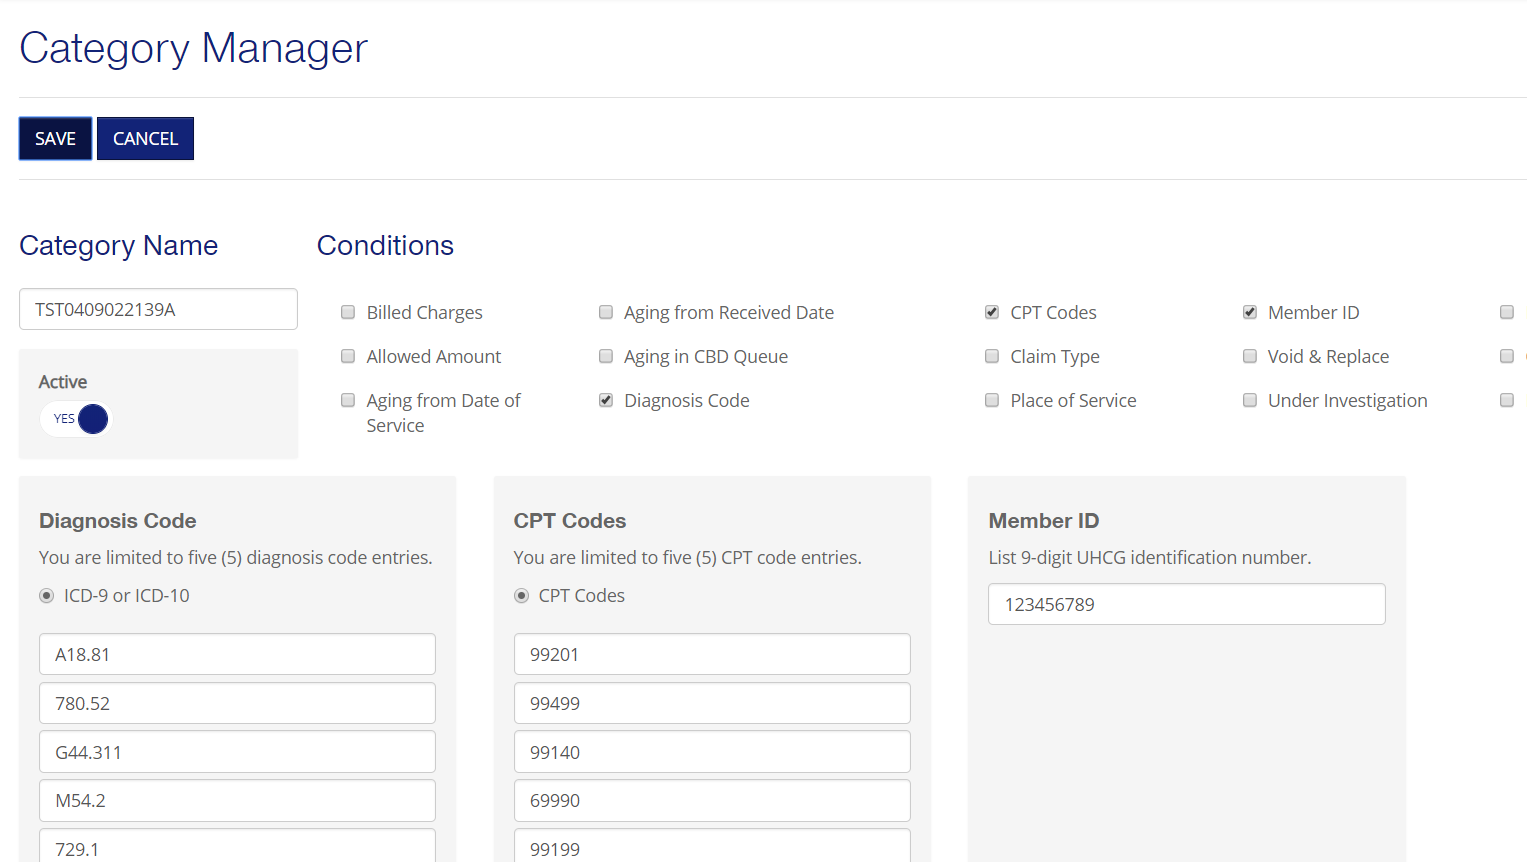 Category Manager
SAVE CANCEL
Category Name
Conditions
TST0409022139A
Active
YES
Billed Charges
Aging from Received Date
CPT Codes
Member ID
Allowed Amount
Aging in CBD Queue
Claim Type
Void & Replace
Aging from Date of
Service
Diagnosis Code
Place of Service
Under Investigation
Diagnosis Code
You are limited to five (5) diagnosis code entries.
ICD-9 or ICD-10
A18.81
780.52
G44.311
M54.2
729.1
CPT Codes
You are limited to five (5) CPT code entries.
CPT Codes
99201
99499
99140
69990
99199
Member ID
List 9-digit UHCG identification number.
123456789